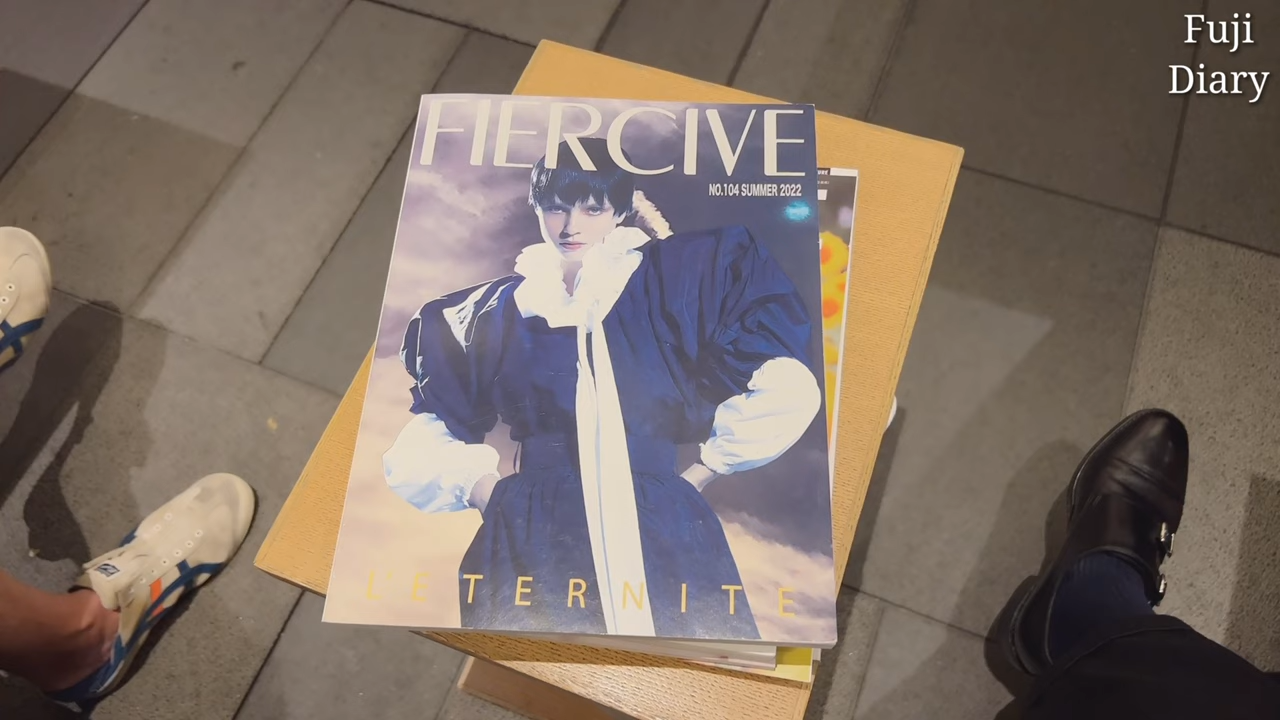 Fuji
Diary
FIERCIVE
NO.104 SUMMER 2022
L'ETERNITE